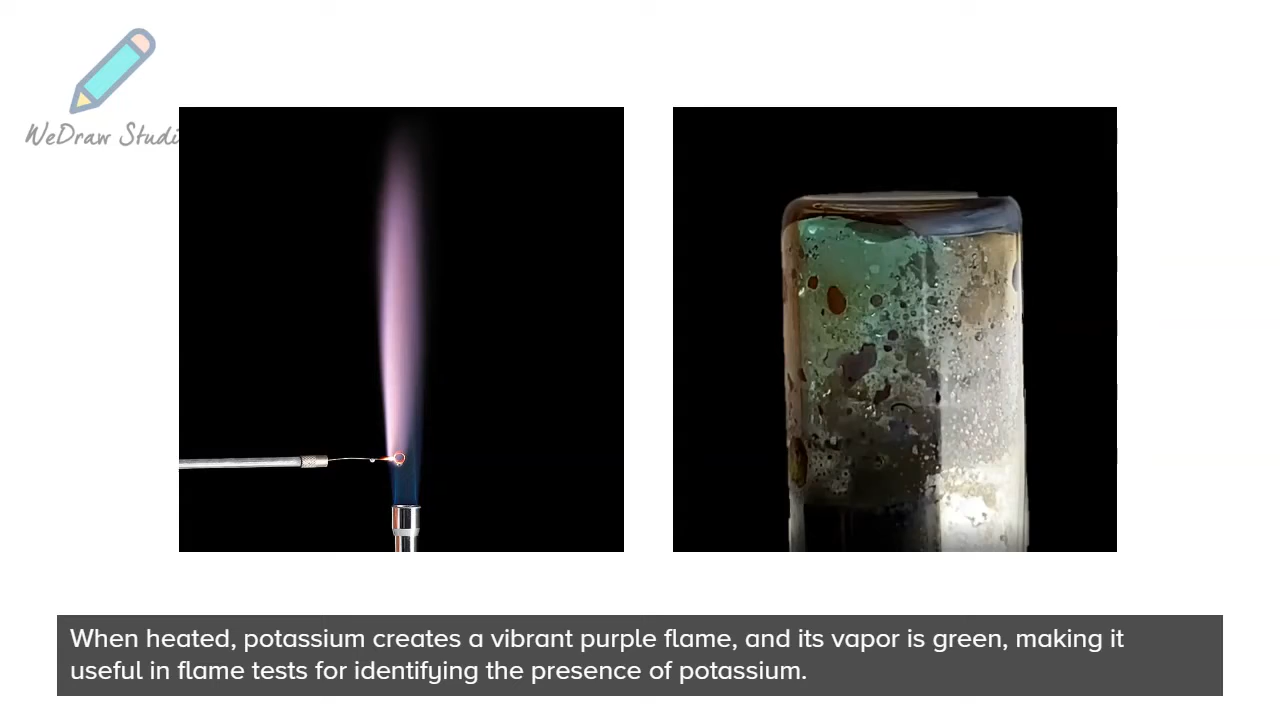 WeDraw Studi
When heated, potassium creates a vibrant purple flame, and its vapor is green, making it
useful in flame tests for identifying the presence of potassium.